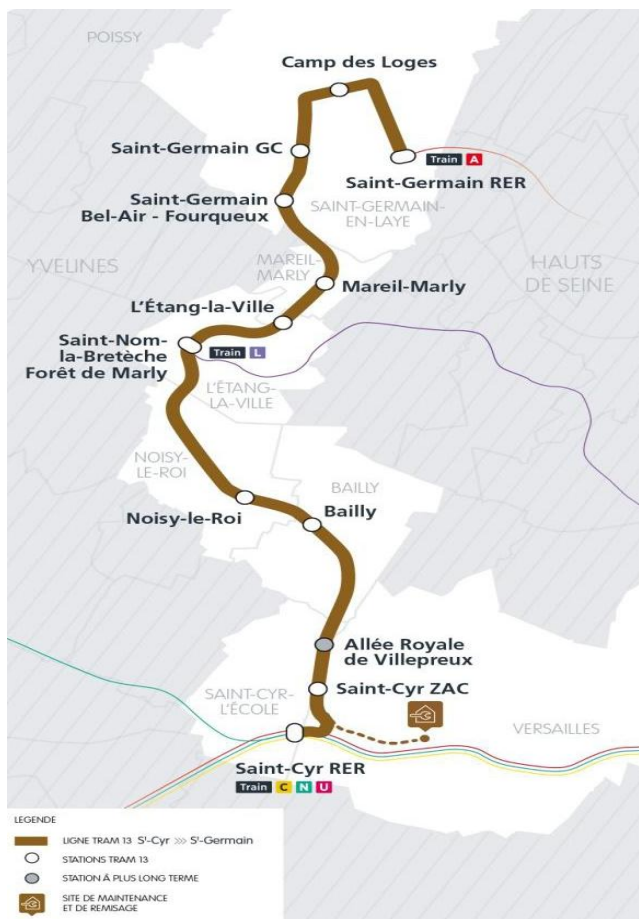 POISSY
Camp des Loges
Saint-Germain GC
Train A
Saint-Germain RER
Saint-Germain
Bel-Air - Fourqueux
SAINT-GERMAIN-
EN-LAYE
YVELINES
MAREIL-
MARLY
HAUTS
DE SEINE
Mareil-Marly
L'Étang-la-Ville
Saint-Nom-
la-Bretèche
Forêt de Marly
Train L
L'ÉTANG-
LA-VILLE
NOISY-
LE-ROI
BAILLY
Noisy-le-Roi
Bailly
Allée Royale
de Villepreux
SAINT-CYR-
L'ÉCOLE
Saint-Cyr ZAC
VERSAILLES
Saint-Cyr RER
Train C N U
LEGENDE
LIGNE TRAM 13 St-Cyr >>> St-Germain
STATIONS TRAM 13
STATION Á PLUS LONG TERME
SITE DE MAINTENANCE
ET DE REMISAGE